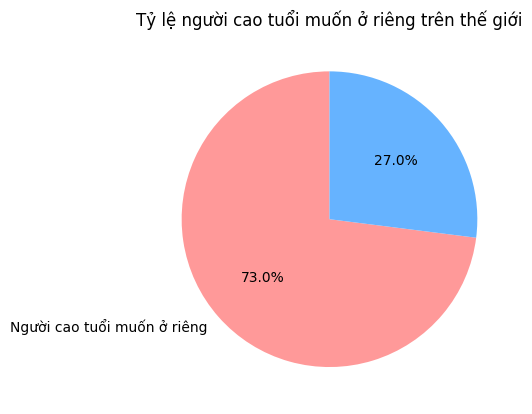 Tỷ lệ người cao tuổi muốn ở riêng trên thế giới
27.0%
73.0%
Người cao tuổi muốn ở riêng